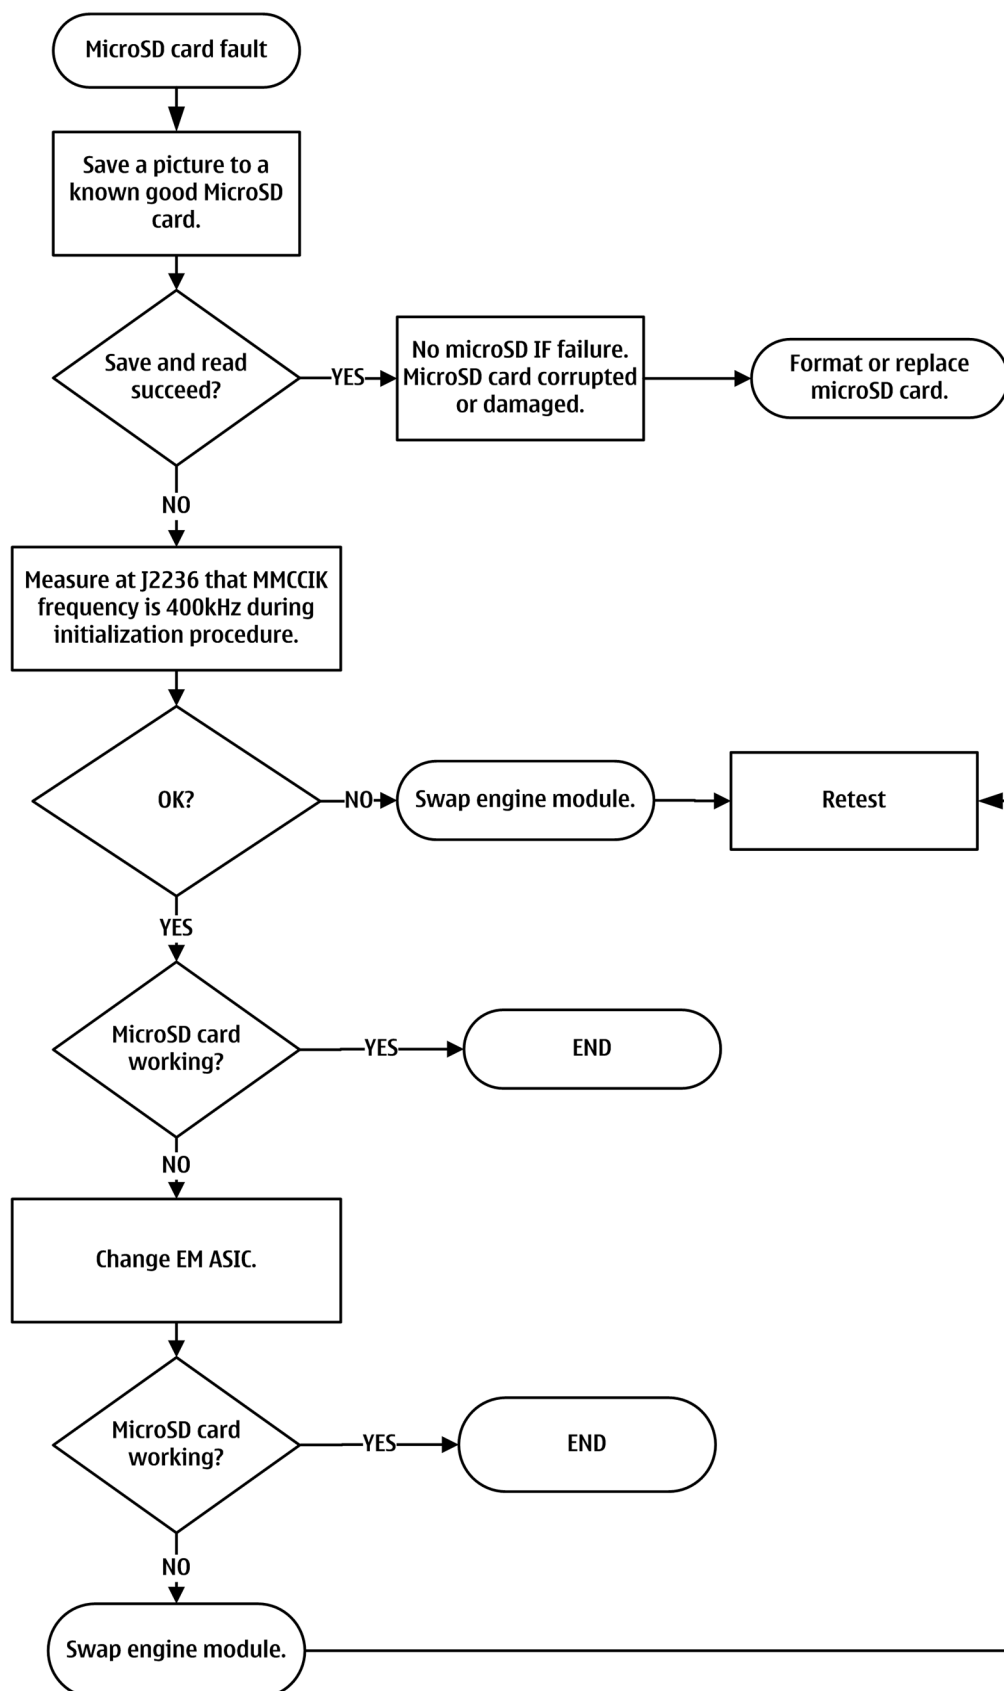 MicroSD card fault
Save a picture to a
known good MicroSD
card.
Save and read
succeed?
YES
No microSD IF failure.
MicroSD card corrupted
or damaged.
Format or replace
microSD card.
NO
Measure at J2236 that MMCCIK
frequency is 400kHz during
initialization procedure.
OK?
NO
Swap engine module.
Retest
YES
MicroSD card
working?
YES
END
NO
Change EM ASIC.
MicroSD card
working?
YES
END
NO
Swap engine module.